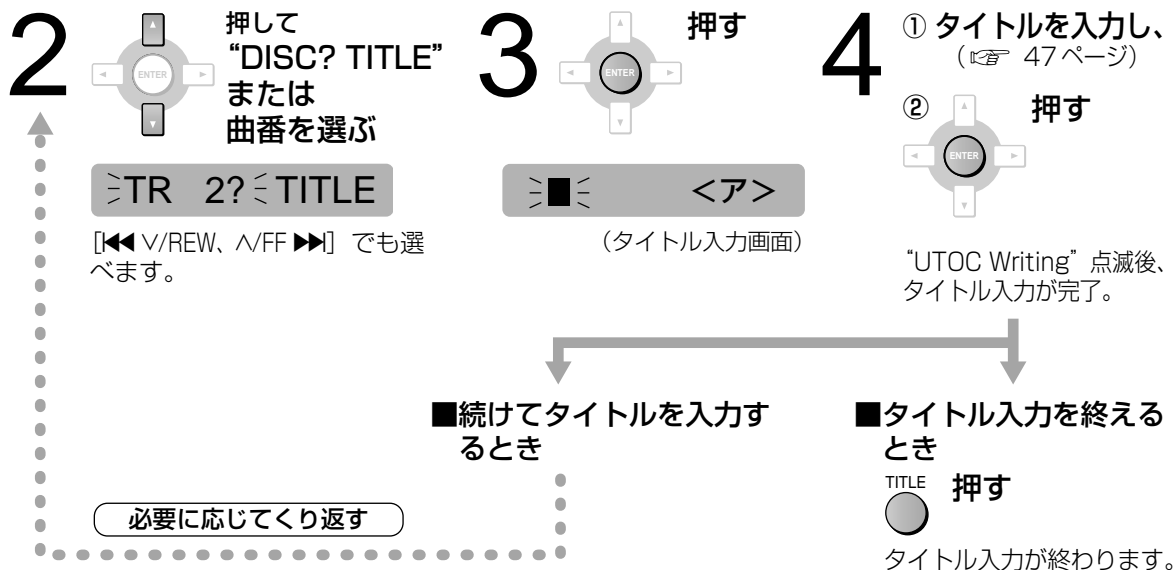 2
押して
“DISC? TITLE”
または
曲番を選ぶ
ENTER
TR 2? TITLE
[⏮ ∨/REW、 ∧/FF ⏭] でも選
べます。
3
押す
ENTER
■ <ア>
（タイトル入力画面）
4
① タイトルを入力し、
（☞ 47ページ）
② 押す
ENTER
“UTOC Writing”点滅後、
タイトル入力が完了。
■続けてタイトルを入力す
るとき
必要に応じてくり返す
■タイトル入力を終える
とき
TITLE 押す
タイトル入力が終わります。